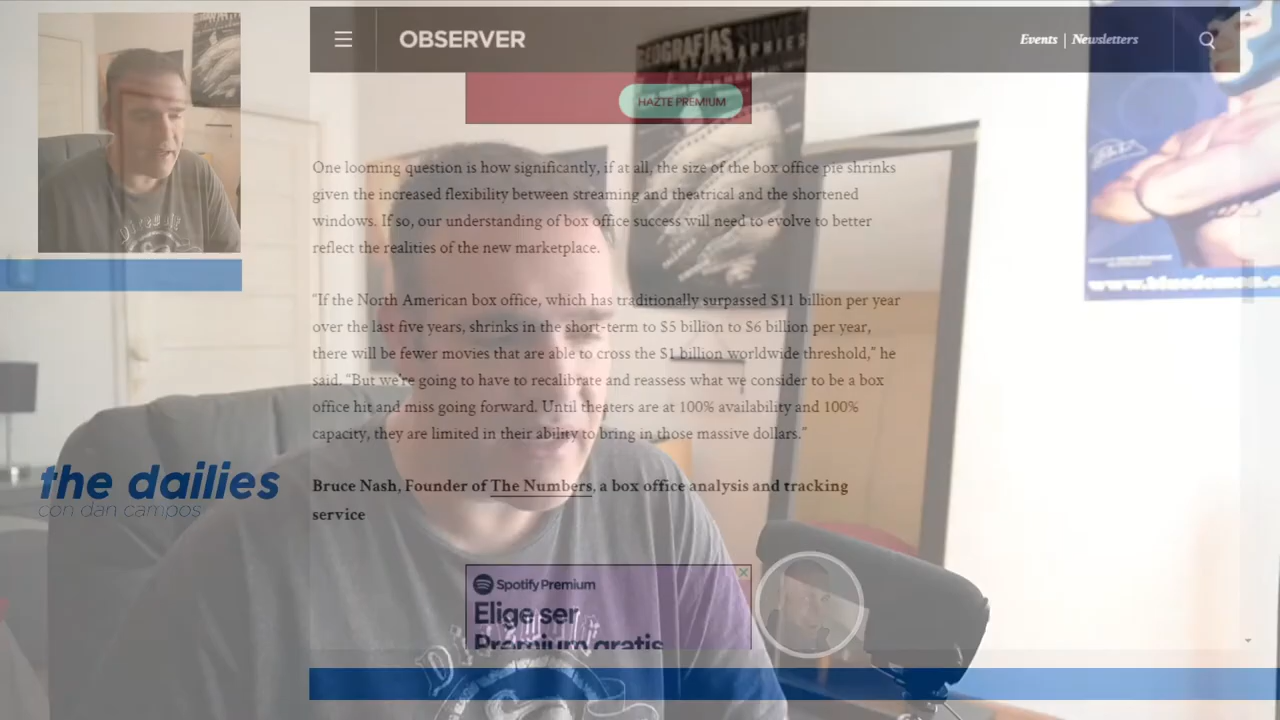 OBSERVER
Events | Newsletters
GEOGRAFÍAS SUAVES
HAZTE PREMIUM
One looming question is how significantly, if at all, the size of the box office pie shrinks
given the increased flexibility between streaming and theatrical and the shortened
windows. If so, our understanding of box office success will need to evolve to better
reflect the realities of the new marketplace.
“If the North American box office, which has traditionally surpassed $11 billion per year
over the last five years, shrinks in the short-term to $5 billion to $6 billion per year,
there will be fewer movies that are able to cross the $1 billion worldwide threshold,” he
said. “But we’re going to have to recalibrate and reassess what we consider to be a box
office hit and miss going forward. Until theaters are at 100% availability and 100%
capacity, they are limited in their ability to bring in those massive dollars.”
the dailies
con dan campos
Bruce Nash, Founder of The Numbers, a box office analysis and tracking
service
Spotify Premium
Elige ser
Premium gratis